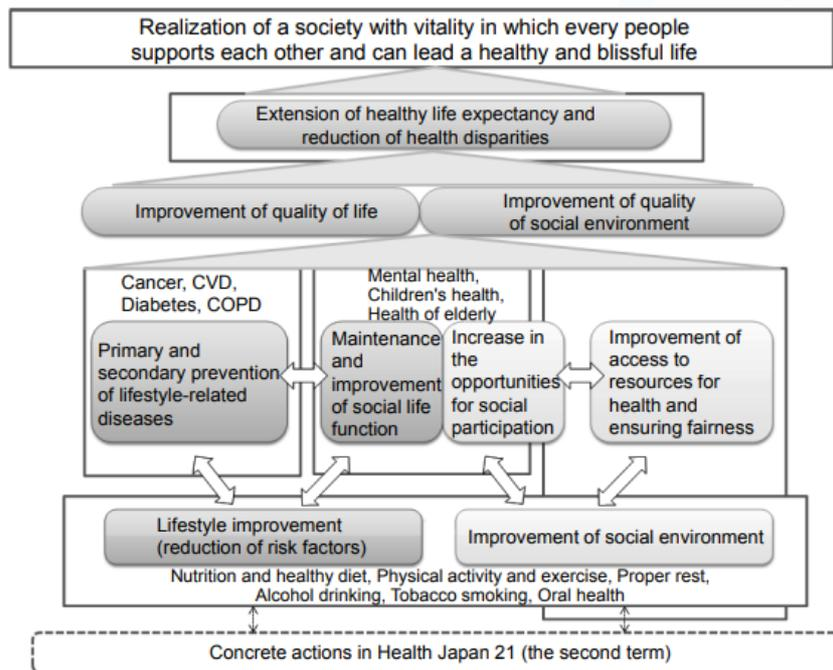 Realization of a society with vitality in which every people
supports each other and can lead a healthy and blissful life
Extension of healthy life expectancy and
reduction of health disparities
Improvement of quality of life
Improvement of quality
of social environment
Cancer, CVD,
Diabetes, COPD
Primary and
secondary prevention
of lifestyle-related
diseases
Mental health,
Children's health,
Health of elderly
Maintenance
and
improvement
of social life
function
Increase in
the
opportunities
for social
participation
Improvement of
access to
resources for
health and
ensuring fairness
Lifestyle improvement
(reduction of risk factors)
Improvement of social environment
Nutrition and healthy diet, Physical activity and exercise, Proper rest,
Alcohol drinking, Tobacco smoking, Oral health
Concrete actions in Health Japan 21 (the second term)